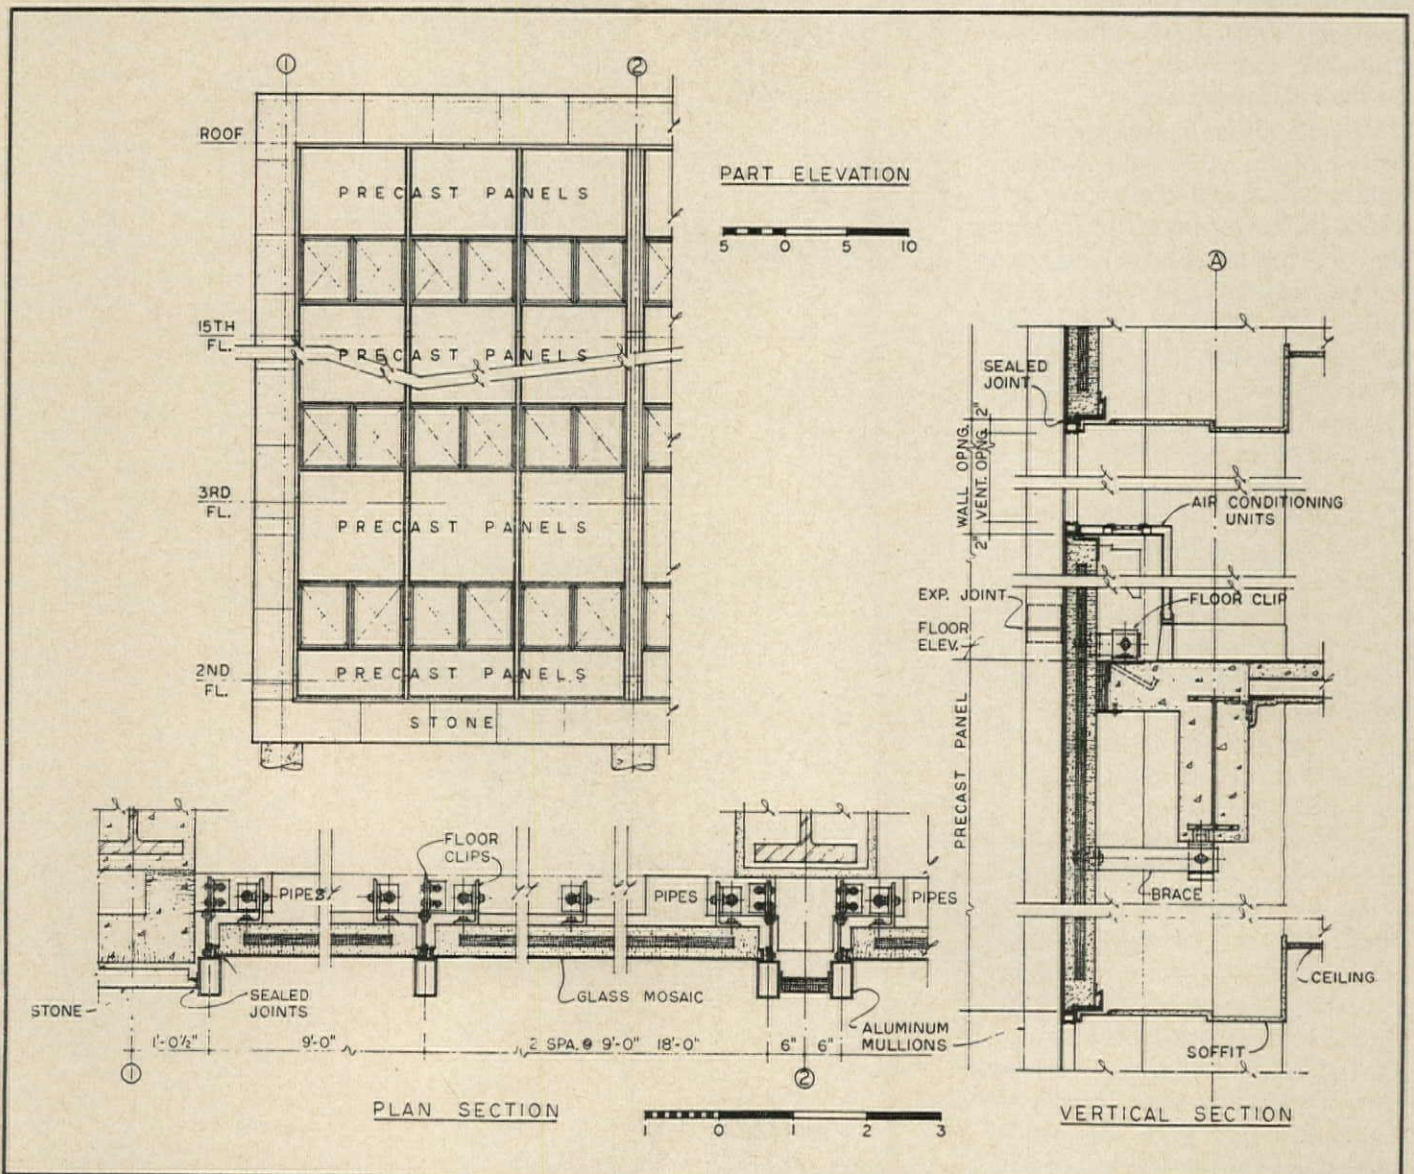 1
2
ROOF
PRECAST PANELS
15TH
FL.
PRECAST PANELS
3RD
FL.
PRECAST PANELS
2ND
FL.
PRECAST PANELS
STONE
PART ELEVATION
5 0 5 10
A
SEALED
JOINT
2"
WALL OPNG.
VENT. OPNG.
2"
AIR CONDITIONING
UNITS
EXP. JOINT
FLOOR CLIP
FLOOR
ELEV.
PRECAST PANEL
BRACE
CEILING
SOFFIT
VERTICAL SECTION
FLOOR
CLIPS
PIPES
PIPES
PIPES
STONE
SEALED
JOINTS
GLASS MOSAIC
ALUMINUM
MULLIONS
1'-0½"
9'-0"
2 SPA. @ 9'-0" 18'-0"
6" 6"
1
2
PLAN SECTION
1 0 1 2 3